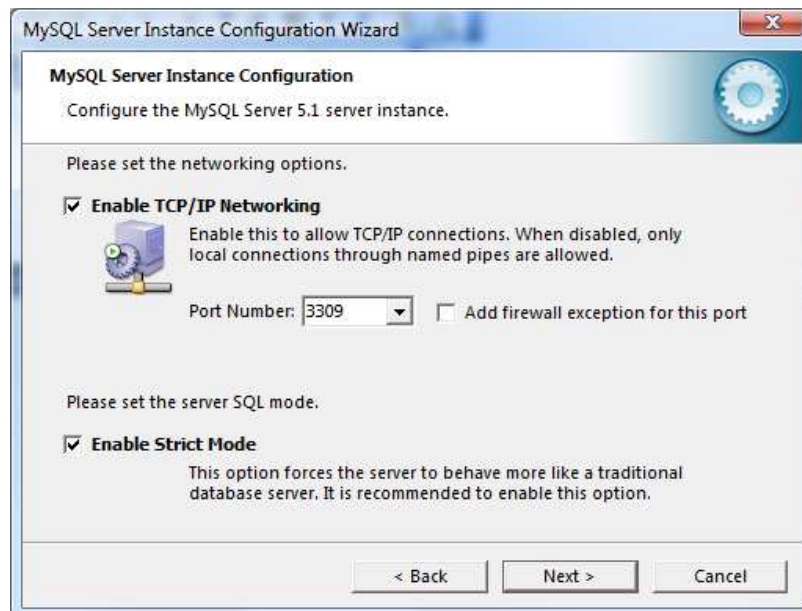 MySQL Server Instance Configuration Wizard
MySQL Server Instance Configuration
Configure the MySQL Server 5.1 server instance.
Please set the networking options.
Enable TCP/IP Networking
Enable this to allow TCP/IP connections. When disabled, only
local connections through named pipes are allowed.
Port Number: 3309 Add firewall exception for this port
Please set the server SQL mode.
Enable Strict Mode
This option forces the server to behave more like a traditional
database server. It is recommended to enable this option.
< Back Next > Cancel